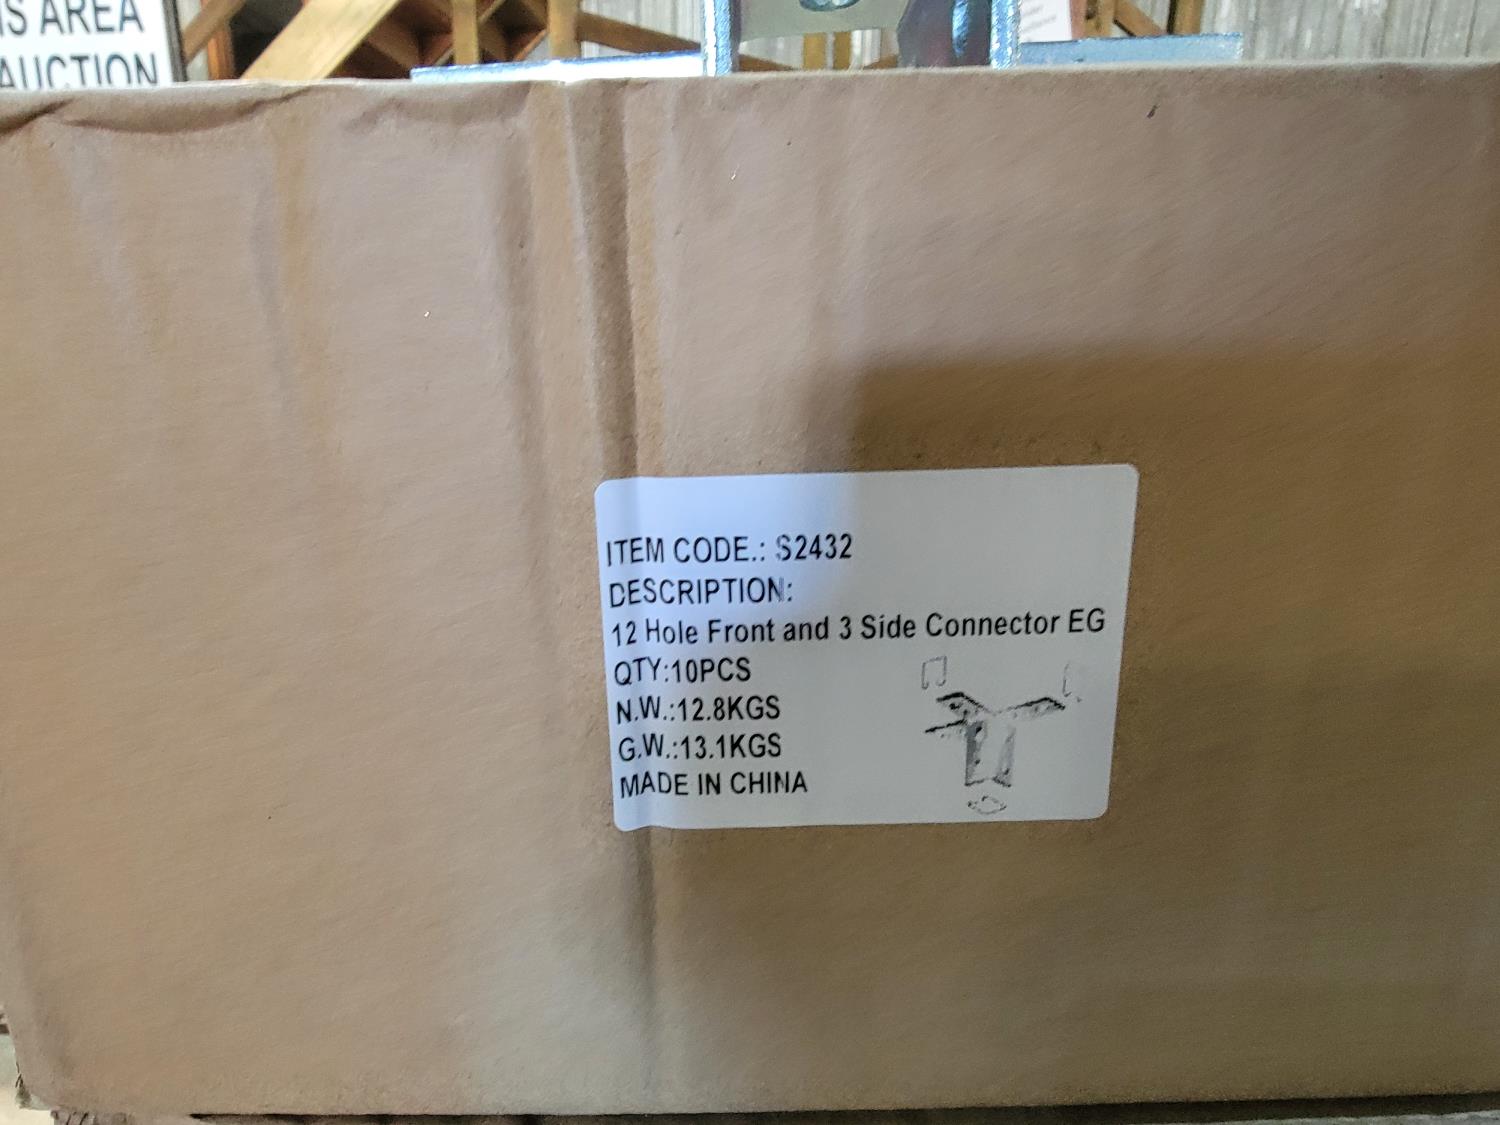 IS AREA
AUCTION
ITEM CODE.: S2432
DESCRIPTION:
12 Hole Front and 3 Side Connector EG
QTY:10PCS
N.W.:12.8KGS
G.W.:13.1KGS
MADE IN CHINA